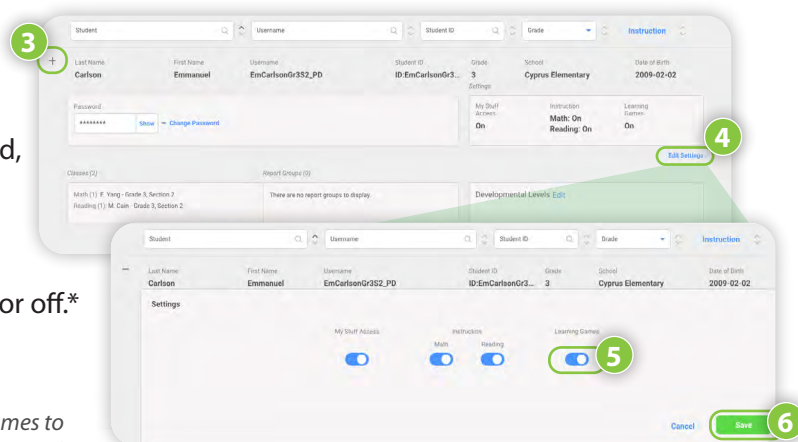 d,
or off.*
mes to
3
Student Username Student ID Grade Instruction
+ Last Name First Name Username Student ID Grade School Date of Birth
Carlson Emmanuel EmCarlsonGr3S2_PD ID:EmCarlsonGr3... 3 Cyprus Elementary 2009-02-02
Settings
Password
******** Show – Change Password
My Stuff Access Instruction Learning Games
On Math: On On
Reading: On
4
Edit Settings
Classes (2) Report Groups (0)
Math (1): E. Yang - Grade 3, Section 2 There are no report groups to display. Developmental Levels Edit
Reading (1): M. Cain - Grade 3, Section 2
Student Username Student ID Grade Instruction
– Last Name First Name Username Student ID Grade School Date of Birth
Carlson Emmanuel EmCarlsonGr3S2_PD ID:EmCarlsonGr3... 3 Cyprus Elementary 2009-02-02
Settings
My Stuff Access Instruction Learning Games
Math Reading
5
Cancel Save
6